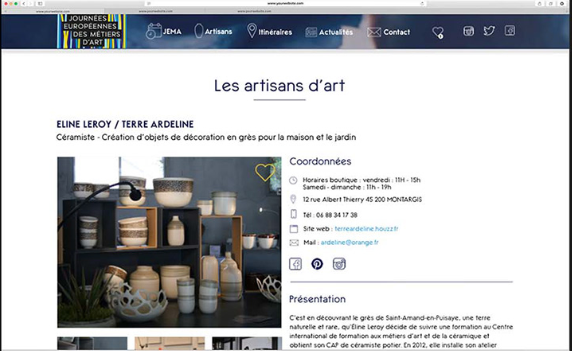 www.yourwebsite.com
JOURNÉES
EUROPÉENNES
DES MÉTIERS
D'ART
JEMA
Artisans
Itinéraires
Actualités
Contact
Les artisans d'art
ELINE LEROY / TERRE ARDELINE
Céramiste - Création d'objets de décoration en grès pour la maison et le jardin
Coordonnées
Horaires boutique : vendredi : 11H - 15h
Samedi - dimanche : 11h - 19h
12 rue Albert Thierry 45 200 MONTARGIS
Tél : 06 88 34 17 38
Site web : terreardeline.houzz.fr
Mail : ardeline@orange.fr
Présentation
C'est en découvrant le grès de Saint-Amand-en-Puisaye, une terre
naturelle et rare, qu'Éline Leroy décide de suivre une formation au Centre
international de formation aux métiers d'art et de la céramique et
obtient son CAP de céramiste potier. En 2012, elle installe son atelier